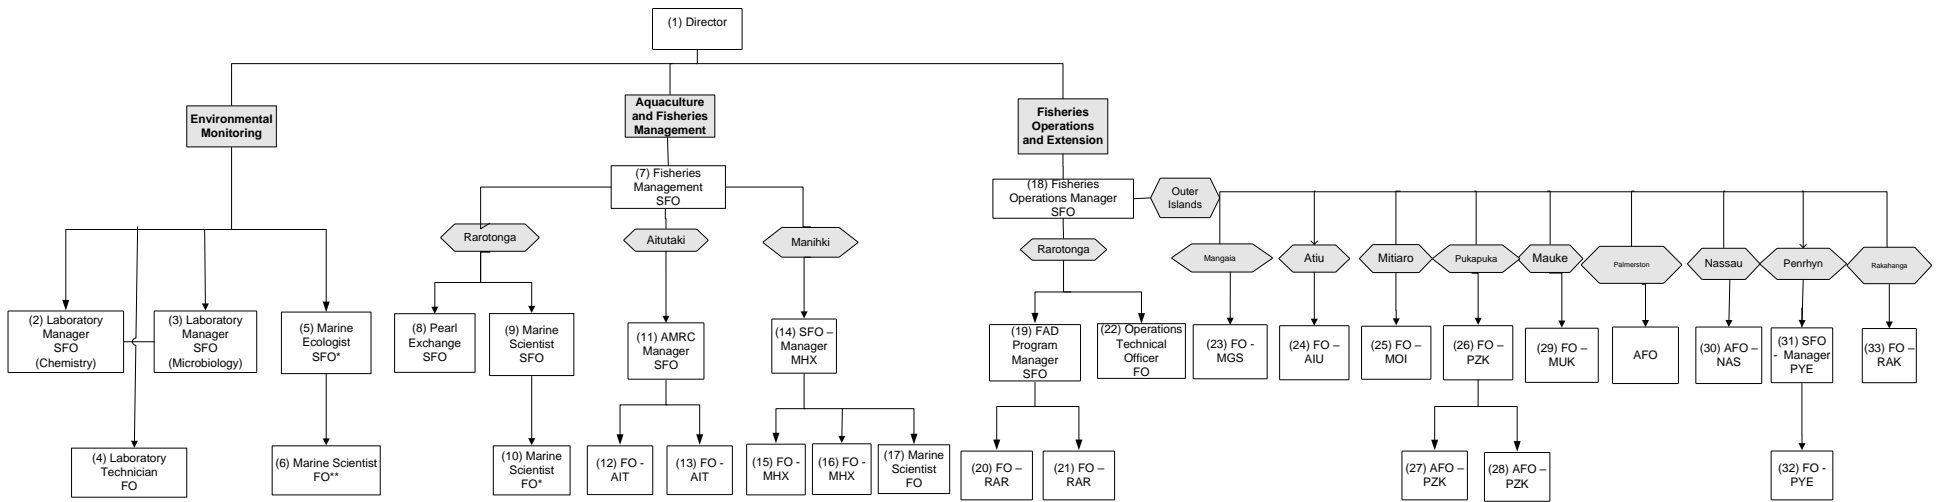 (1) Director
Environmental
Monitoring
Aquaculture
and Fisheries
Management
Fisheries
Operations
and Extension
(7) Fisheries
Management
SFO
(18) Fisheries
Operations Manager
SFO
Outer
Islands
Rarotonga
Aitutaki
Manihki
Rarotonga
Mangaia
Atiu
Mitiaro
Pukapuka
Mauke
Palmerston
Nassau
Penrhyn
Rakahanga
(2) Laboratory
Manager
SFO
(Chemistry)
(3) Laboratory
Manager
SFO
(Microbiology)
(5) Marine
Ecologist
SFO*
(8) Pearl
Exchange
SFO
(9) Marine
Scientist
SFO
(11) AMRC
Manager
SFO
(14) SFO –
Manager
MHX
(19) FAD
Program
Manager
SFO
(22) Operations
Technical
Officer
FO
(23) FO -
MGS
(24) FO –
AIU
(25) FO –
MOI
(26) FO –
PZK
(29) FO –
MUK
AFO
(30) AFO –
NAS
(31) SFO
- Manager
PYE
(33) FO –
RAK
(4) Laboratory
Technician
FO
(6) Marine Scientist
FO**
(10) Marine
Scientist
FO*
(12) FO -
AIT
(13) FO -
AIT
(15) FO -
MHX
(16) FO -
MHX
(17) Marine
Scientist
FO
(20) FO –
RAR
(21) FO –
RAR
(27) AFO –
PZK
(28) AFO –
PZK
(32) FO -
PYE